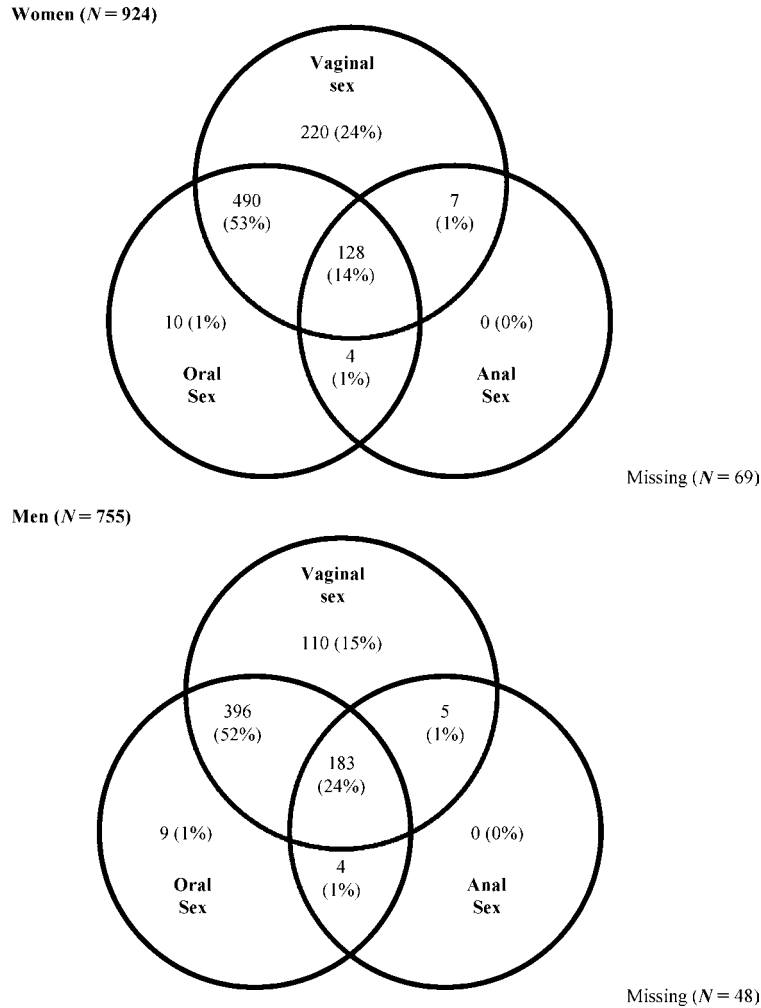 Women (N = 924)
Vaginal
sex
220 (24%)
490
(53%)
7
(1%)
128
(14%)
10 (1%)
0 (0%)
4
(1%)
Oral
Sex
Anal
Sex
Missing (N = 69)
Men (N = 755)
Vaginal
sex
110 (15%)
396
(52%)
5
(1%)
183
(24%)
9 (1%)
0 (0%)
4
(1%)
Oral
Sex
Anal
Sex
Missing (N = 48)